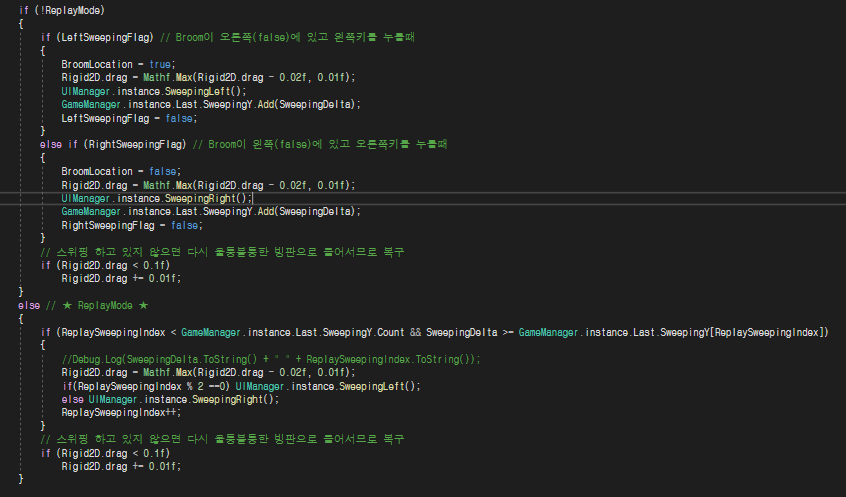 if (!ReplayMode)
{
if (LeftSweepingFlag) // Broom이 오른쪽(false)에 있고 왼쪽키를 누를때
{
BroomLocation = true;
Rigid2D.drag = Mathf.Max(Rigid2D.drag - 0.02f, 0.01f);
UIManager.instance.SweepingLeft();
GameManager.instance.Last.SweepingY.Add(SweepingDelta);
LeftSweepingFlag = false;
}
else if (RightSweepingFlag) // Broom이 왼쪽(false)에 있고 오른쪽키를 누를때
{
BroomLocation = false;
Rigid2D.drag = Mathf.Max(Rigid2D.drag - 0.02f, 0.01f);
UIManager.instance.SweepingRight();
GameManager.instance.Last.SweepingY.Add(SweepingDelta);
RightSweepingFlag = false;
}
// 스위핑 하고 있지 않으면 다시 울퉁불퉁한 빙판으로 들어서므로 복구
if (Rigid2D.drag < 0.1f)
Rigid2D.drag += 0.01f;
}
else // ★ ReplayMode ★
{
if (ReplaySweepingIndex < GameManager.instance.Last.SweepingY.Count && SweepingDelta >= GameManager.instance.Last.SweepingY[ReplaySweepingIndex])
{
//Debug.Log(SweepingDelta.ToString() + " " + ReplaySweepingIndex.ToString());
Rigid2D.drag = Mathf.Max(Rigid2D.drag - 0.02f, 0.01f);
if(ReplaySweepingIndex % 2 ==0) UIManager.instance.SweepingLeft();
else UIManager.instance.SweepingRight();
ReplaySweepingIndex++;
}
// 스위핑 하고 있지 않으면 다시 울퉁불퉁한 빙판으로 들어서므로 복구
if (Rigid2D.drag < 0.1f)
Rigid2D.drag += 0.01f;
}